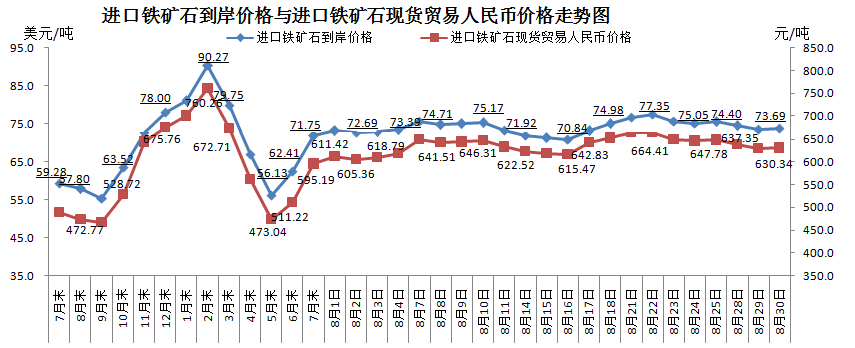 进口铁矿石到岸价格与进口铁矿石现货贸易人民币价格走势图
美元/吨
元/吨
进口铁矿石到岸价格
进口铁矿石现货贸易人民币价格
95.0
85.0
75.0
65.0
55.0
45.0
35.0
850.0
800.0
750.0
700.0
650.0
600.0
550.0
500.0
450.0
400.0
350.0
59.28
57.80
63.52
78.00
90.27
79.75
56.13
62.41
71.75
72.69
73.39
74.71
75.17
71.92
70.84
74.98
77.35
75.05
74.40
73.69
472.77
528.72
675.76
760.25
672.71
473.04
511.22
595.19
611.42
605.36
618.79
641.51
646.31
622.52
615.47
642.83
664.41
647.78
637.35
630.34
7月末
8月末
9月末
10月末
11月末
12月末
1月末
2月末
3月末
4月末
5月末
6月末
7月末
8月1日
8月2日
8月3日
8月4日
8月7日
8月8日
8月9日
8月10日
8月11日
8月14日
8月15日
8月16日
8月17日
8月18日
8月21日
8月22日
8月23日
8月24日
8月25日
8月28日
8月29日
8月30日